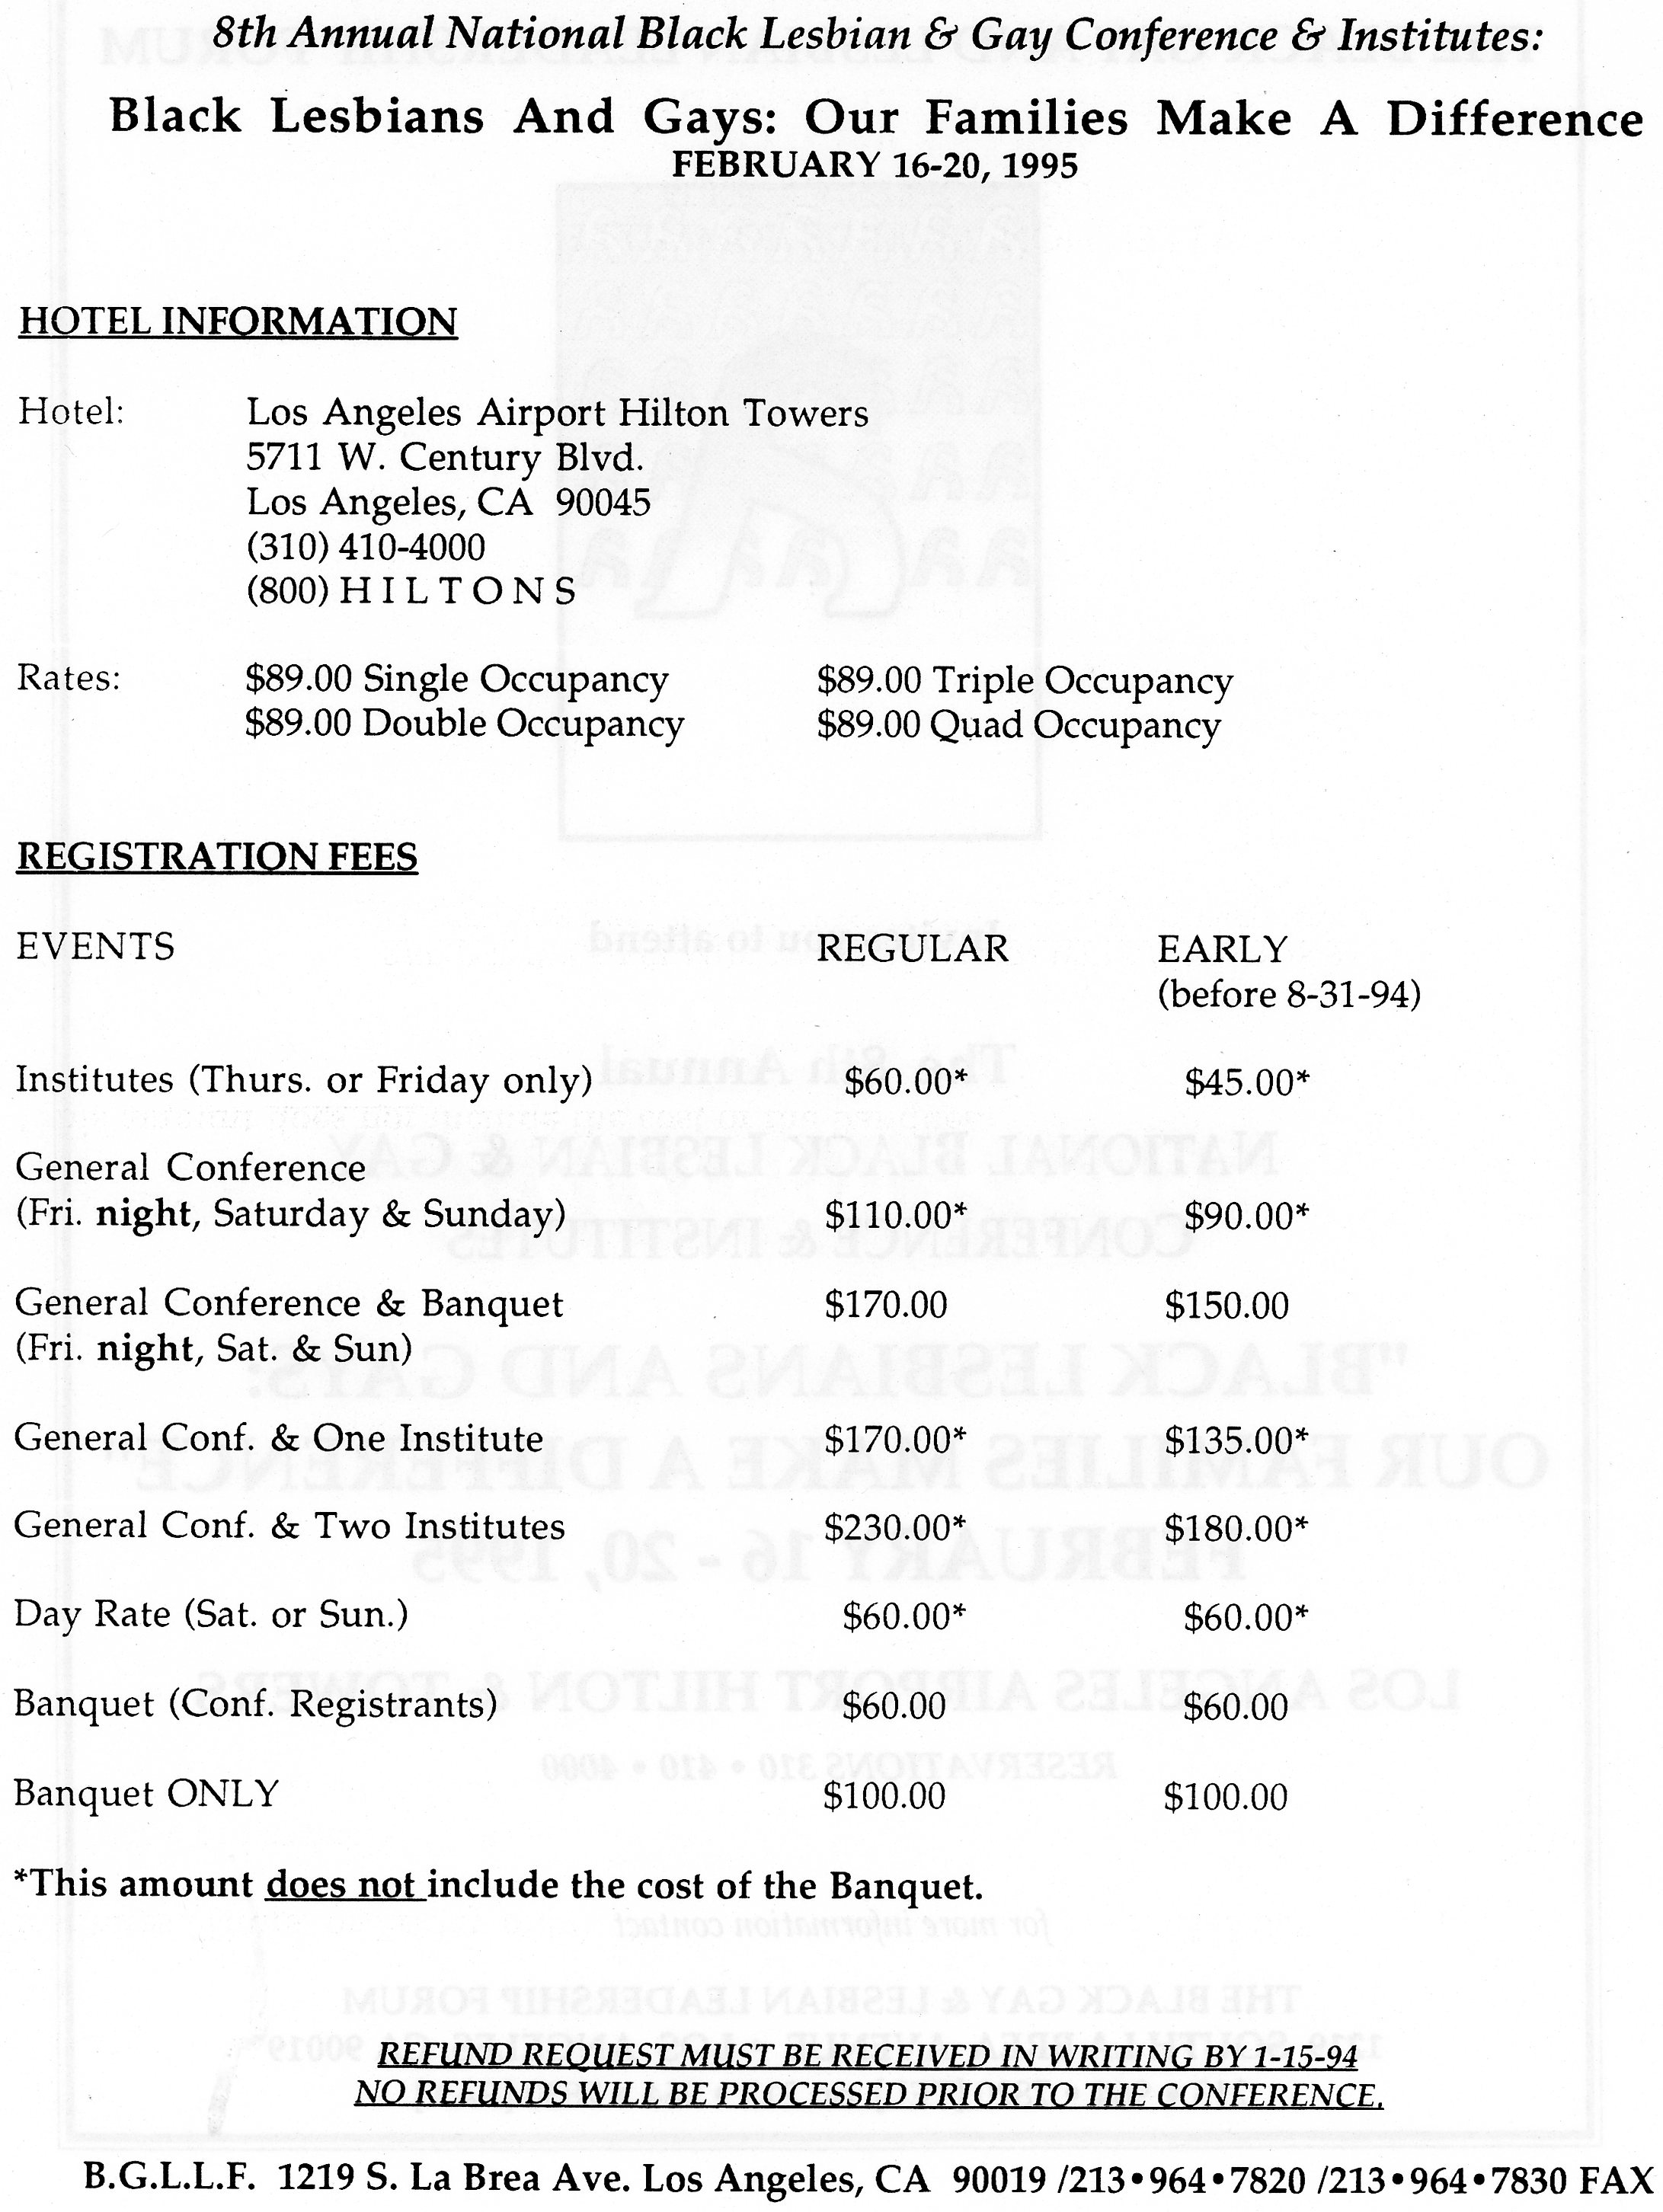 8th Annual National Black Lesbian & Gay Conference & Institutes:
Black Lesbians And Gays: Our Families Make A Difference
FEBRUARY 16-20, 1995
HOTEL INFORMATION
Hotel: Los Angeles Airport Hilton Towers
5711 W. Century Blvd.
Los Angeles, CA 90045
(310) 410-4000
(800) H I L T O N S
Rates: $89.00 Single Occupancy $89.00 Triple Occupancy
$89.00 Double Occupancy $89.00 Quad Occupancy
REGISTRATION FEES
EVENTS REGULAR EARLY
(before 8-31-94)
Institutes (Thurs. or Friday only) $60.00* $45.00*
General Conference
(Fri. night, Saturday & Sunday) $110.00* $90.00*
General Conference & Banquet $170.00 $150.00
(Fri. night, Sat. & Sun)
General Conf. & One Institute $170.00* $135.00*
General Conf. & Two Institutes $230.00* $180.00*
Day Rate (Sat. or Sun.) $60.00* $60.00*
Banquet (Conf. Registrants) $60.00 $60.00
Banquet ONLY $100.00 $100.00
*This amount does not include the cost of the Banquet.
REFUND REQUEST MUST BE RECEIVED IN WRITING BY 1-15-94
NO REFUNDS WILL BE PROCESSED PRIOR TO THE CONFERENCE.
B.G.L.L.F. 1219 S. La Brea Ave. Los Angeles, CA 90019 /213•964•7820 /213•964•7830 FAX